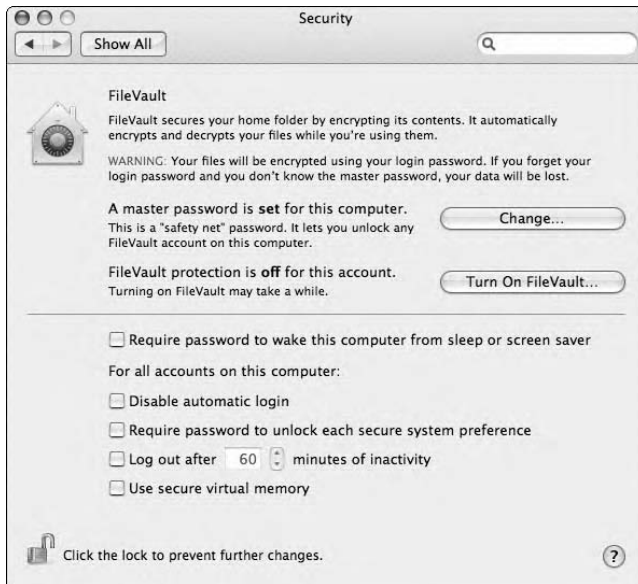 Security
Show All
FileVault
FileVault secures your home folder by encrypting its contents. It automatically
encrypts and decrypts your files while you're using them.
WARNING: Your files will be encrypted using your login password. If you forget your
login password and you don't know the master password, your data will be lost.
A master password is set for this computer.
This is a "safety net" password. It lets you unlock any
FileVault account on this computer.
Change...
FileVault protection is off for this account.
Turning on FileVault may take a while.
Turn On FileVault...
Require password to wake this computer from sleep or screen saver
For all accounts on this computer:
Disable automatic login
Require password to unlock each secure system preference
Log out after 60 minutes of inactivity
Use secure virtual memory
Click the lock to prevent further changes.
?